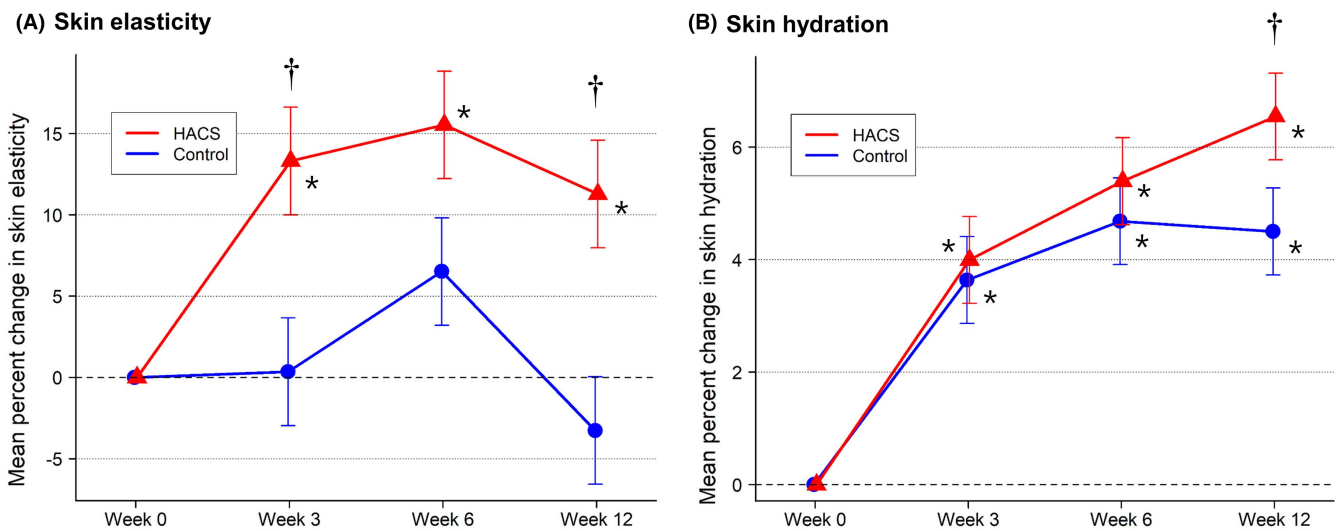 (A) Skin elasticity
†
†
15
10
5
0
-5
Mean percent change in skin elasticity
HACS
Control
*
*
*
Week 0
Week 3
Week 6
Week 12
(B) Skin hydration
†
6
4
2
0
Mean percent change in skin hydration
HACS
Control
*
*
*
*
*
*
Week 0
Week 3
Week 6
Week 12